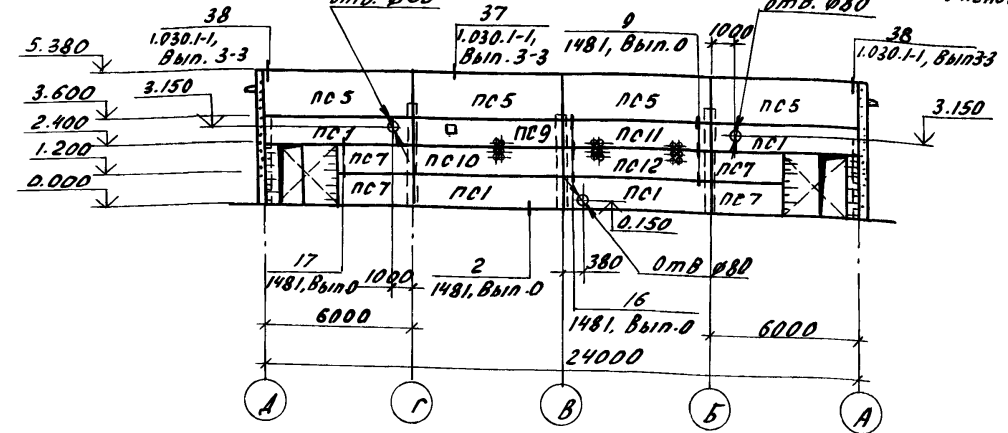 38
1.030.1-1,
Вып. 3-3
37
1.030.1-1,
Вып. 3-3
9
1481, Вып. 0
1000
отв. ф80
38
1.030.1-1, Вып 3-3
5.380
3.600
3.150
2.400
1.200
0.000
3.150
ПС5
ПС5
ПС5
ПС5
ПС9
ПС11
ПС1
ПС7
ПС10
ПС12
ПС7
ПС7
ПС1
ПС1
ПС7
0.150
17
1481, Вып. 0
1000
2
1481, Вып. 0
380
отв ф80
16
1481, Вып. 0
6000
6000
24000
Д
Г
В
Б
А